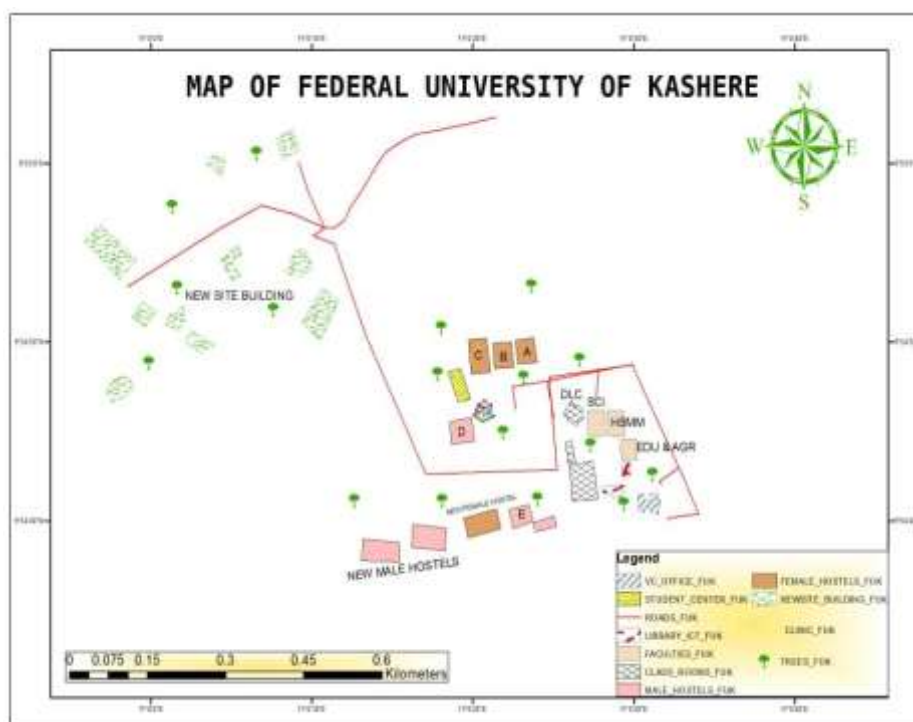 MAP OF FEDERAL UNIVERSITY OF KASHERE
N
W E
S
NEW SITE BUILDING
C B A
DLC
SCI
HSMM
D
EDU & AGR
NEW FEMALE HOSTEL
E
NEW MALE HOSTELS
Legend
VC_OFFICE_FUK
STUDENT_CENTER_FUK
ROADS_FUK
LIBRARY_ICT_FUK
FACULTIES_FUK
CLASS_ROOMS_FUK
MALE_HOSTELS_FUK
FEMALE_HOSTELS_FUK
NEWSITE_BUILDING_FUK
CLINIC_FUK
TREES_FUK
0 0.075 0.15 0.3 0.45 0.6
Kilometers